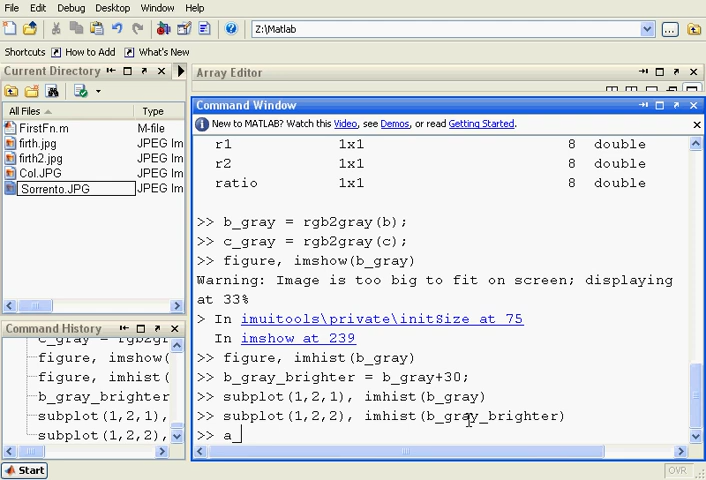 File Edit Debug Desktop Window Help
Z:\Matlab
Shortcuts How to Add What's New
Current Directory
All Files Type
FirstFn.m M-file
firth.jpg JPEG Im
firth2.jpg JPEG Im
Col.JPG JPEG Im
Sorrento.JPG JPEG Im
Command History
c_gray = rgb2gray(
figure, imshow(
figure, imhist(
b_gray_brighter
subplot(1,2,1),
subplot(1,2,2),
Array Editor
Command Window
New to MATLAB? Watch this Video, see Demos, or read Getting Started.
r1 1x1 8 double
r2 1x1 8 double
ratio 1x1 8 double
>> b_gray = rgb2gray(b);
>> c_gray = rgb2gray(c);
>> figure, imshow(b_gray)
Warning: Image is too big to fit on screen; displaying
at 33%
> In imuitools\private\initSize at 75
In imshow at 239
>> figure, imhist(b_gray)
>> b_gray_brighter = b_gray+30;
>> subplot(1,2,1), imhist(b_gray)
>> subplot(1,2,2), imhist(b_gray_brighter)
>> a_
Start
OVR